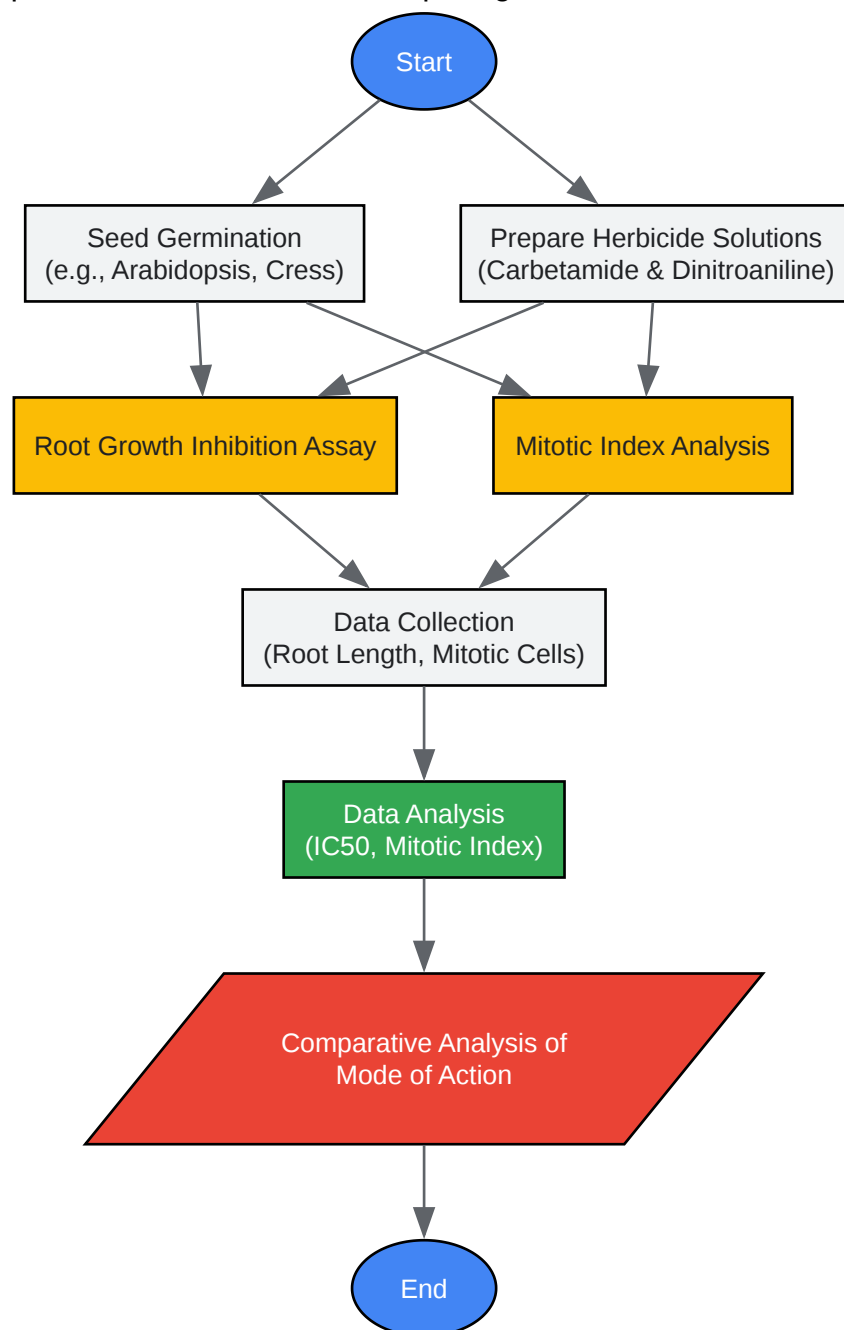 Start
Seed Germination
(e.g., Arabidopsis, Cress)
Prepare Herbicide Solutions
(Carbetamide & Dinitroaniline)
Root Growth Inhibition Assay
Mitotic Index Analysis
Data Collection
(Root Length, Mitotic Cells)
Data Analysis
(IC50, Mitotic Index)
Comparative Analysis of
Mode of Action
End